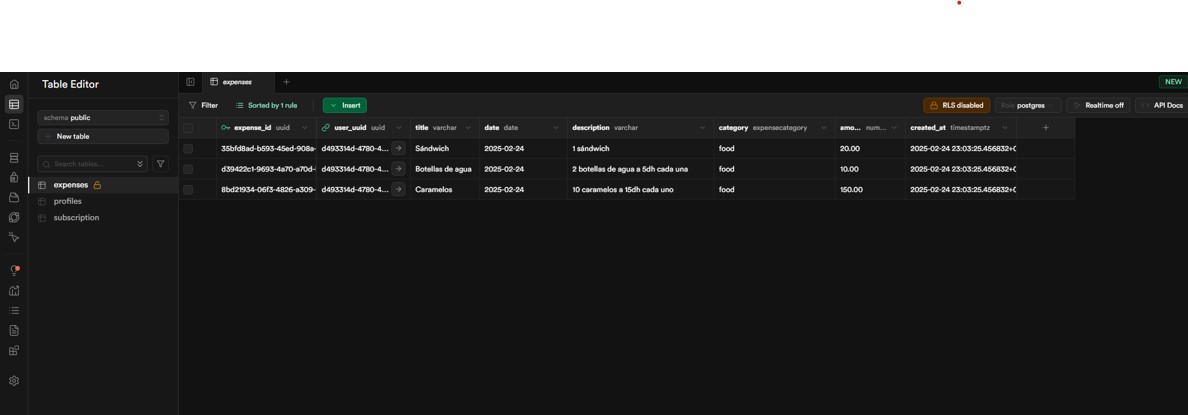 Table Editor
expenses
NEW
schema public
New table
Search tables...
expenses
profiles
subscription
Filter
Sorted by 1 rule
Insert
RLS disabled
Role postgres
Realtime off
API Docs
expense_id uuid user_uuid uuid title varchar date date description varchar category expensecategory amo... num... created_at timestamptz
35bfd8ad-b593-45ed-908a- d493314d-4780-4... Sándwich 2025-02-24 1 sándwich food 20.00 2025-02-24 23:03:25.456832+0
d39422c1-9693-4a70-a70d- d493314d-4780-4... Botellas de agua 2025-02-24 2 botellas de agua a 5dh cada una food 10.00 2025-02-24 23:03:25.456832+0
8bd21934-06f3-4826-a309- d493314d-4780-4... Caramelos 2025-02-24 10 caramelos a 15dh cada uno food 150.00 2025-02-24 23:03:25.456832+0